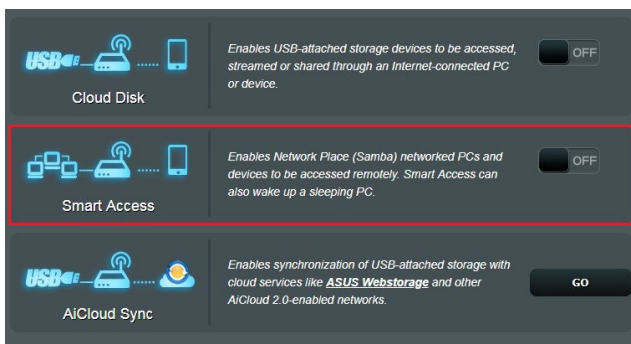 Enables USB-attached storage devices to be accessed,
streamed or shared through an Internet-connected PC
or device.
OFF
USB
Cloud Disk
Enables Network Place (Samba) networked PCs and
devices to be accessed remotely. Smart Access can
also wake up a sleeping PC.
OFF
Smart Access
Enables synchronization of USB-attached storage with
cloud services like ASUS Webstorage and other
AiCloud 2.0-enabled networks.
GO
USB
AiCloud Sync